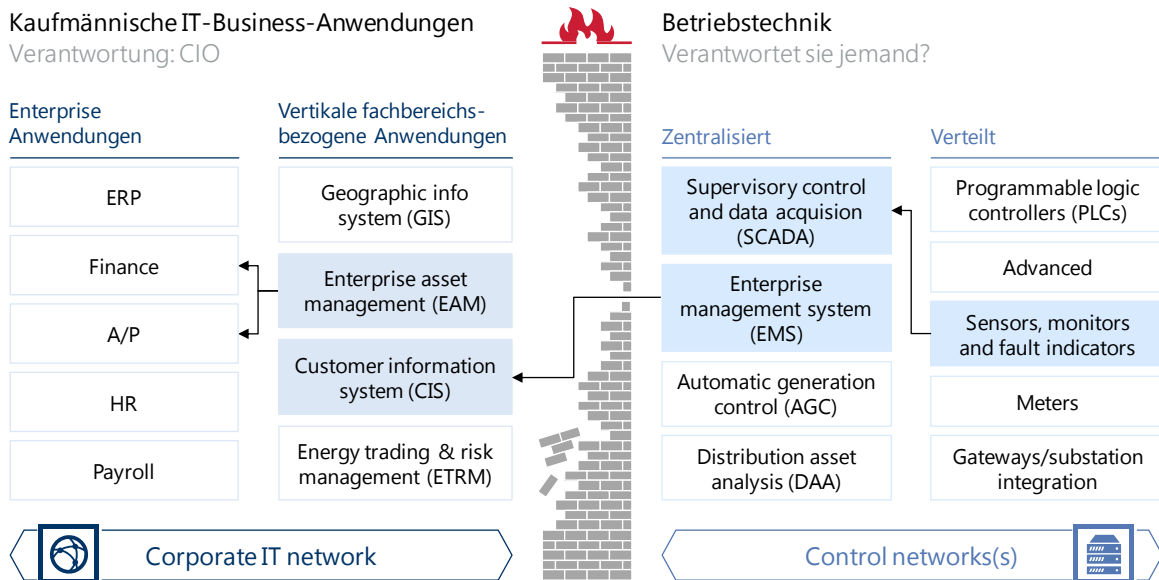 Kaufmännische IT-Business-Anwendungen
Verantwortung: CIO
Enterprise
Anwendungen
ERP
Finance
A/P
HR
Payroll
Vertikale fachbereichs-
bezogene Anwendungen
Geographic info
system (GIS)
Enterprise asset
management (EAM)
Customer information
system (CIS)
Energy trading & risk
management (ETRM)
Corporate IT network
Betriebstechnik
Verantwortet sie jemand?
Zentralisiert
Supervisory control
and data acquision
(SCADA)
Enterprise
management system
(EMS)
Automatic generation
control (AGC)
Distribution asset
analysis (DAA)
Verteilt
Programmable logic
controllers (PLCs)
Advanced
Sensors, monitors
and fault indicators
Meters
Gateways/substation
integration
Control networks(s)